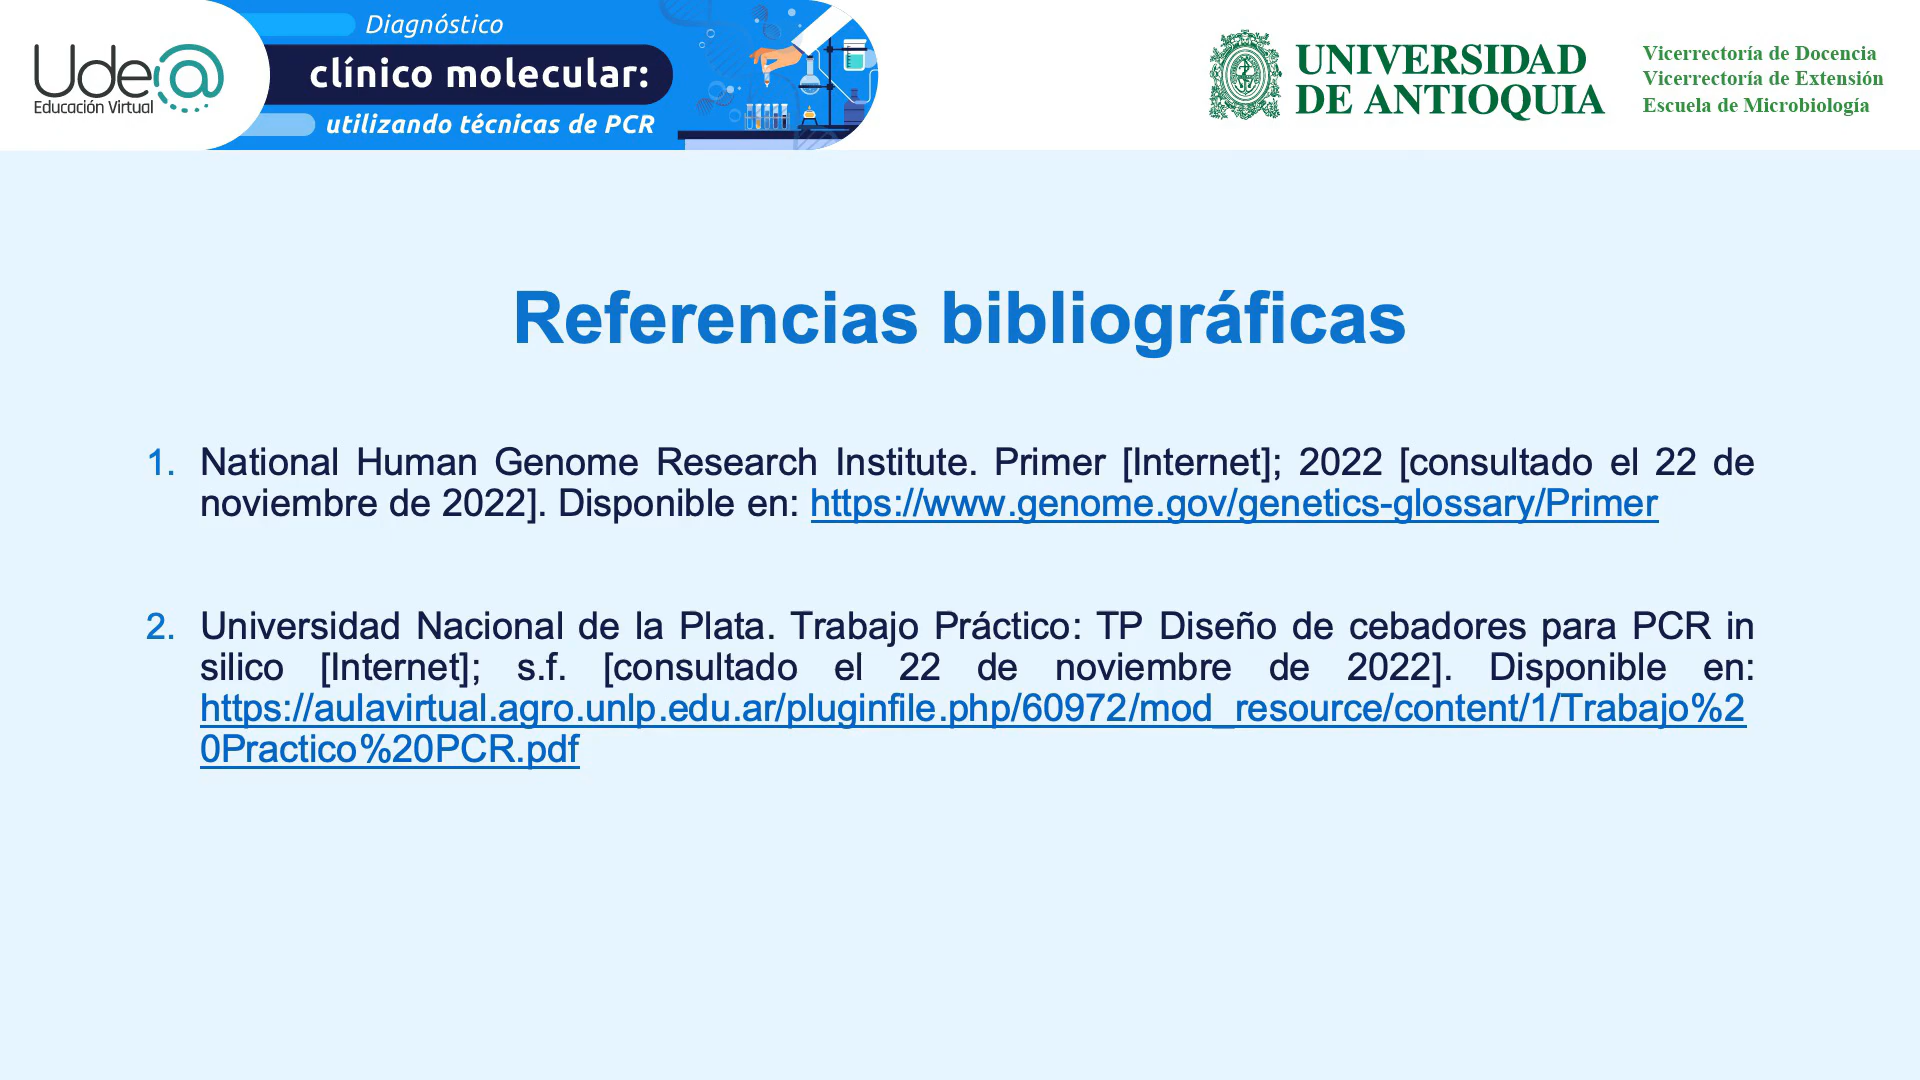 Ude@
Educación Virtual
Diagnóstico
clínico molecular:
utilizando técnicas de PCR
UNIVERSIDAD
DE ANTIOQUIA
Vicerrectoría de Docencia
Vicerrectoría de Extensión
Escuela de Microbiología
Referencias bibliográficas
1. National Human Genome Research Institute. Primer [Internet]; 2022 [consultado el 22 de
noviembre de 2022]. Disponible en: https://www.genome.gov/genetics-glossary/Primer
2. Universidad Nacional de la Plata. Trabajo Práctico: TP Diseño de cebadores para PCR in
silico [Internet]; s.f. [consultado el 22 de noviembre de 2022]. Disponible en:
https://aulavirtual.agro.unlp.edu.ar/pluginfile.php/60972/mod_resource/content/1/Trabajo%2
0Practico%20PCR.pdf